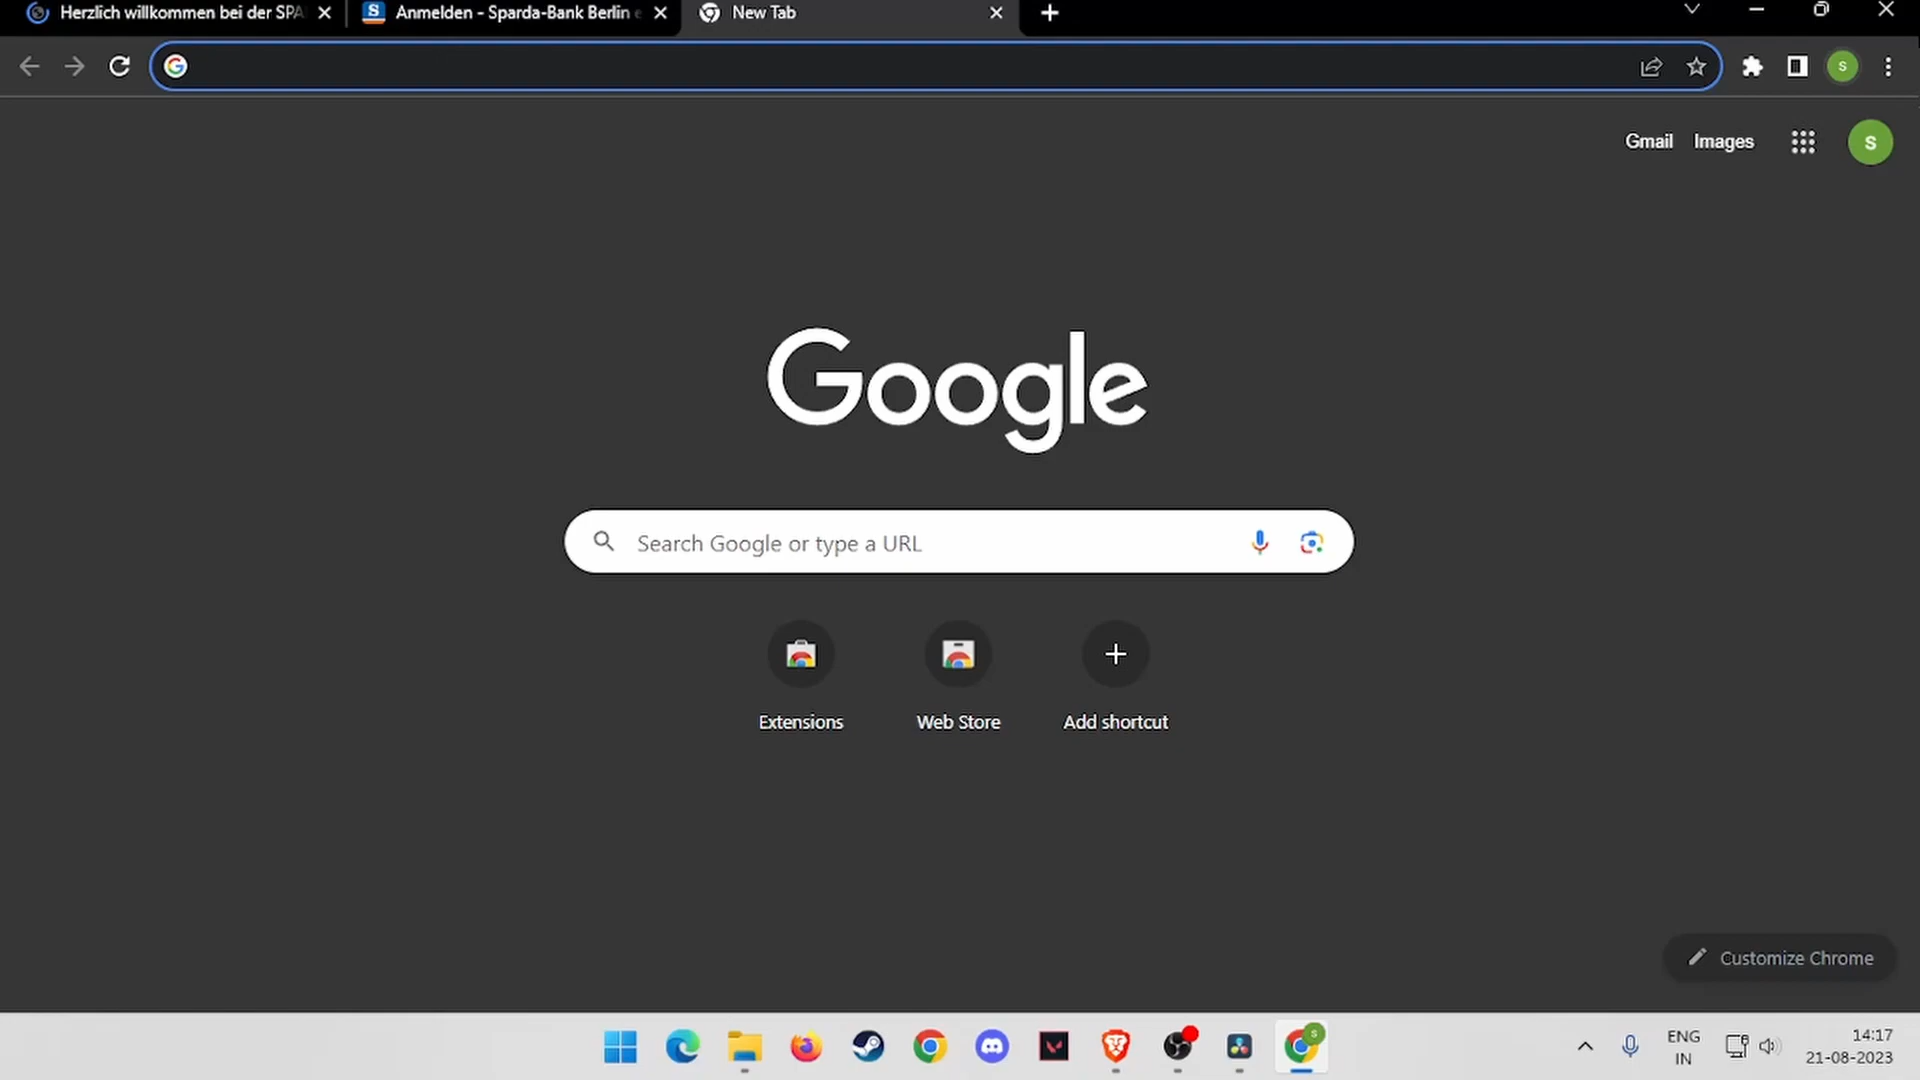 Herzlich willkommen bei der SPA
Anmelden - Sparda-Bank Berlin e
New Tab
S
Gmail
Images
S
Google
Search Google or type a URL
Extensions
Web Store
Add shortcut
Customize Chrome
ENG
IN
14:17
21-08-2023